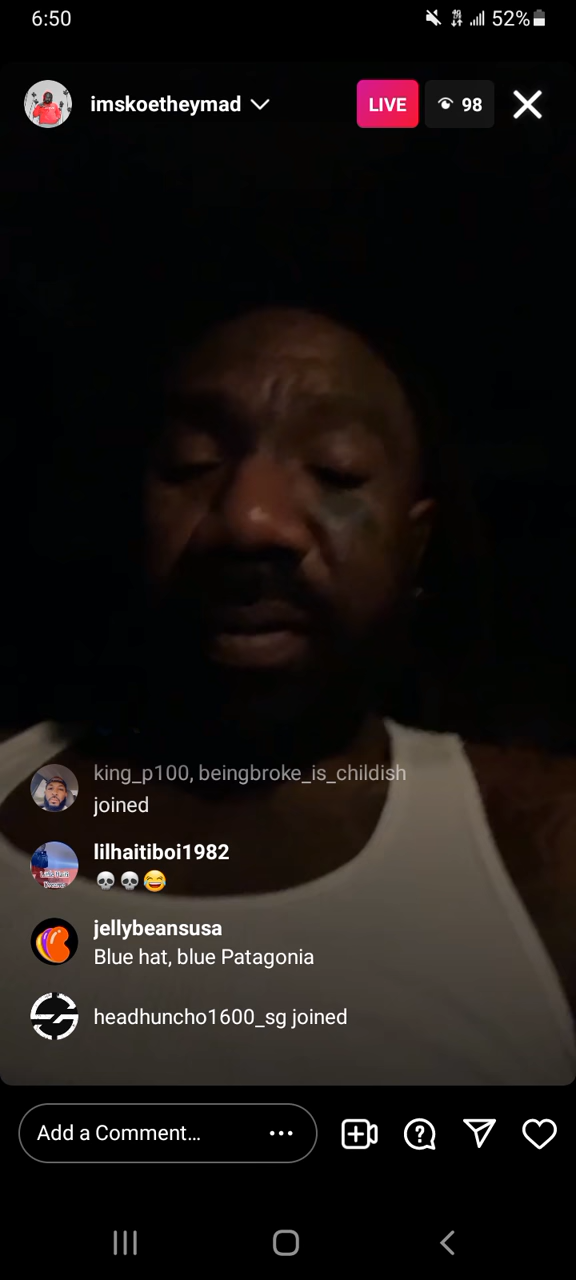 6:50
52%
imskoetheymad
LIVE
98
king_p100, beingbroke_is_childish
joined
lilhaitiboi1982
💀💀😂
jellybeansusa
Blue hat, blue Patagonia
headhuncho1600_sg joined
Add a Comment...